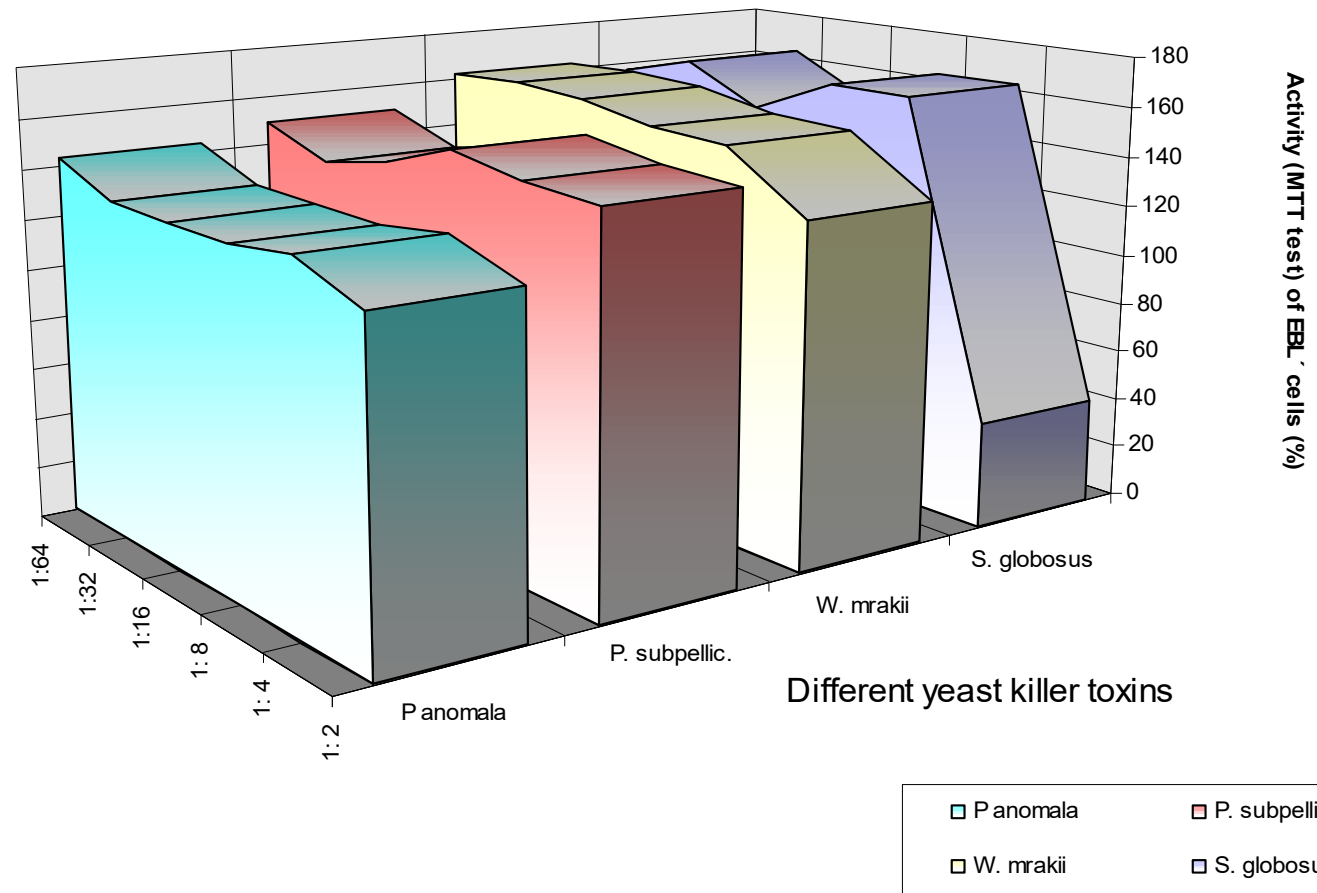 180
160
140
120
100
80
60
40
20
0
Activity (MTT test) of EBL´ cells (%)
1:64
1:32
1:16
1: 8
1: 4
1: 2
P anomala
P. subpellic.
W. mrakii
S. globosus
Different yeast killer toxins
P anomala P. subpelli
W. mrakii S. globosu